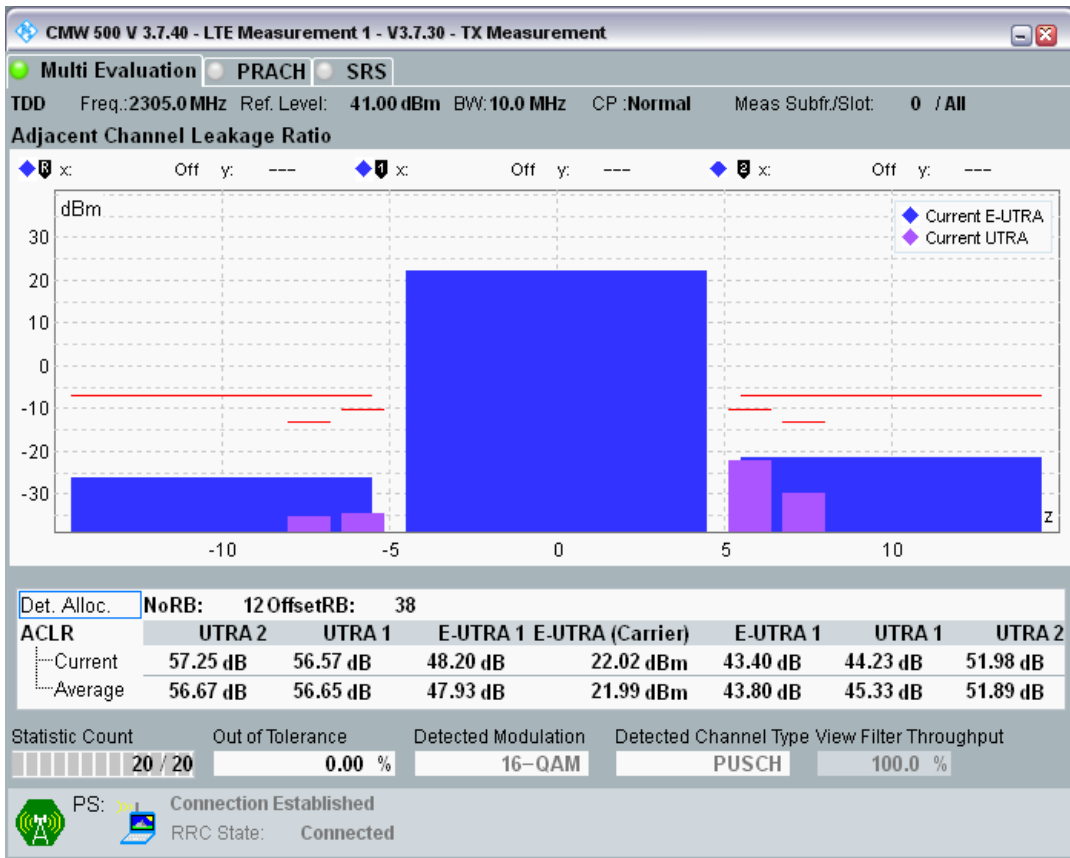 CMW 500 V 3.7.40 - LTE Measurement 1 - V3.7.30 - TX Measurement
Multi Evaluation PRACH SRS
TDD Freq.:2305.0 MHz Ref. Level: 41.00 dBm BW: 10.0 MHz CP :Normal Meas Subfr./Slot: 0 / All
Adjacent Channel Leakage Ratio
R x: Off y: --- 1 x: Off y: --- 2 x: Off y: ---
dBm
Current E-UTRA
Current UTRA
30
20
10
0
-10
-20
-30
z
-10 -5 0 5 10
Det. Alloc. NoRB: 12 OffsetRB: 38
ACLR UTRA 2 UTRA 1 E-UTRA 1 E-UTRA (Carrier) E-UTRA 1 UTRA 1 UTRA 2
Current 57.25 dB 56.57 dB 48.20 dB 22.02 dBm 43.40 dB 44.23 dB 51.98 dB
Average 56.67 dB 56.65 dB 47.93 dB 21.99 dBm 43.80 dB 45.33 dB 51.89 dB
Statistic Count Out of Tolerance Detected Modulation Detected Channel Type View Filter Throughput
20 / 20 0.00 % 16-QAM PUSCH 100.0 %
PS: Connection Established
RRC State: Connected